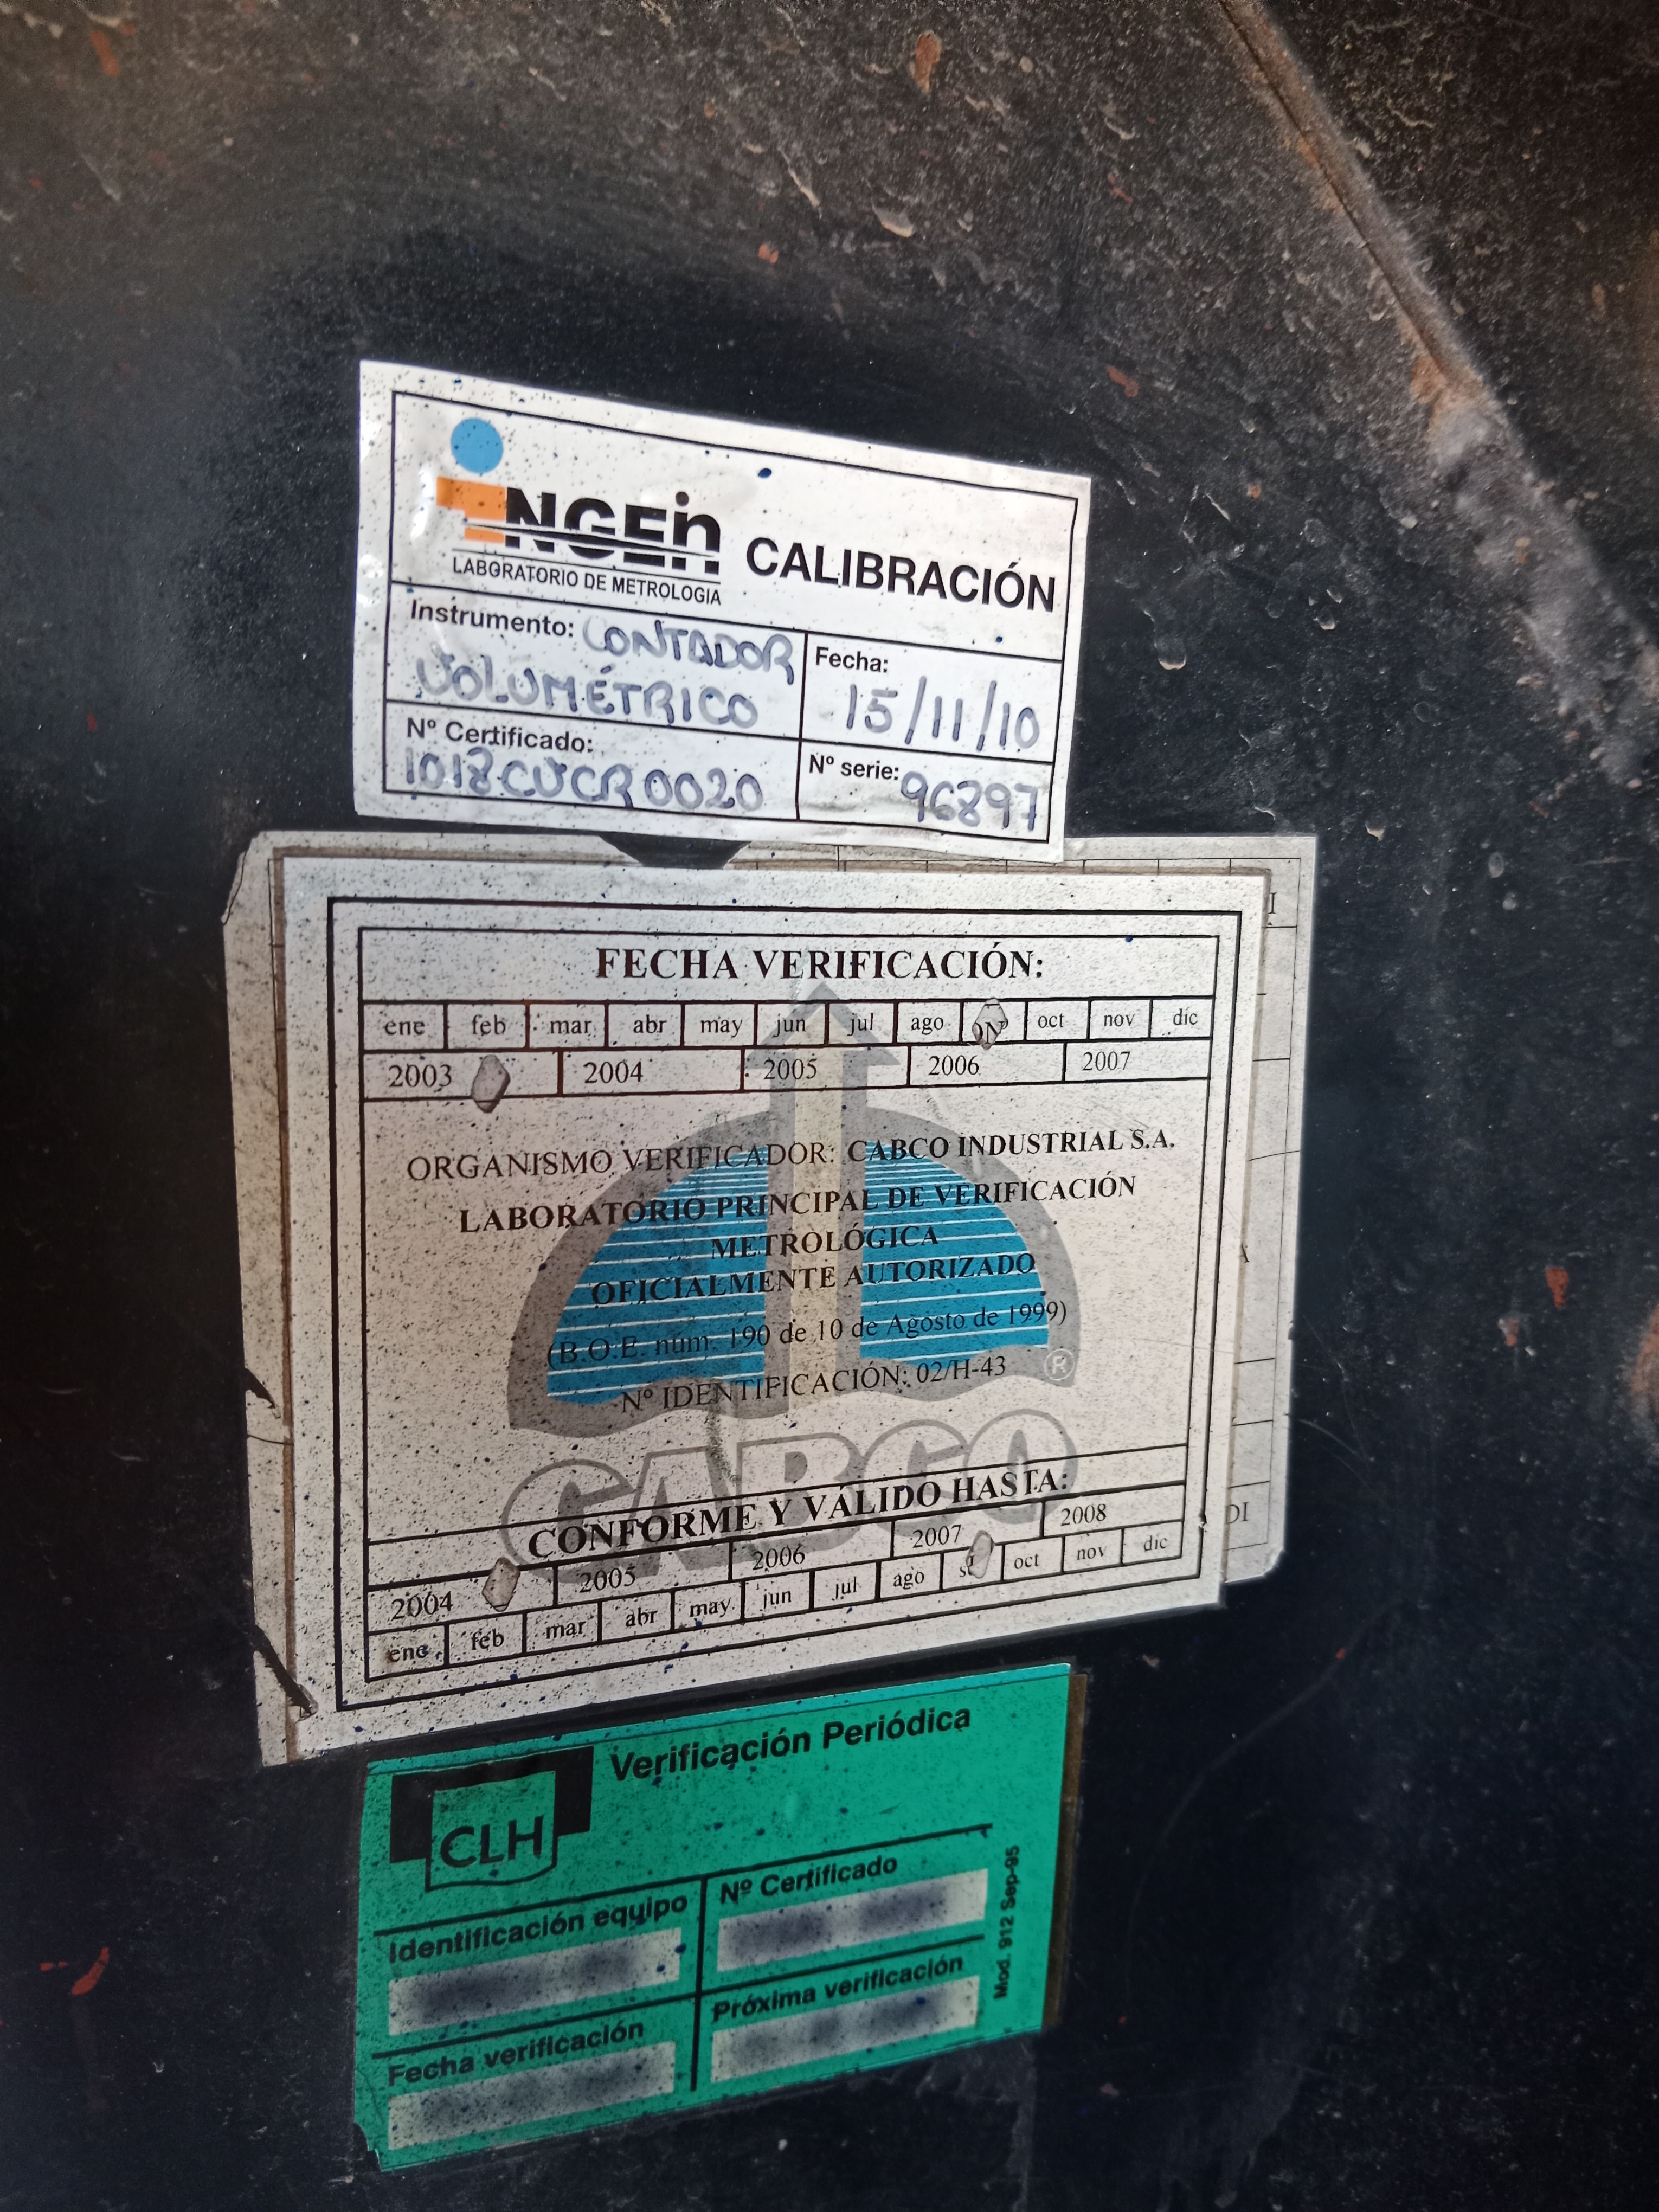 INGEIN
CALIBRACIÓN
LABORATORIO DE METROLOGIA
Instrumento: CONTADOR
VOLUMÉTRICO
Fecha:
15/11/10
Nº Certificado:
1018CVCR0020
Nº serie: 96897
FECHA VERIFICACIÓN:
ene feb mar abr may jun jul ago oct nov dic
2003 2004 2005 2006 2007
ORGANISMO VERIFICADOR: CABCO INDUSTRIAL S.A.
LABORATORIO PRINCIPAL DE VERIFICACIÓN
METROLÓGICA
OFICIALMENTE AUTORIZADO
(B.O.E. núm. 190 de 10 de Agosto de 1999)
Nº IDENTIFICACIÓN: 02/H-43
®
CABCO
CONFORME Y VÁLIDO HASTA:
2004 2005 2006 2007 2008
ene feb mar abr may jun jul ago oct nov dic
Verificación Periódica
CLH
Identificación equipo
Nº Certificado
Fecha verificación
Próxima verificación
Mod. 912 Sep-95